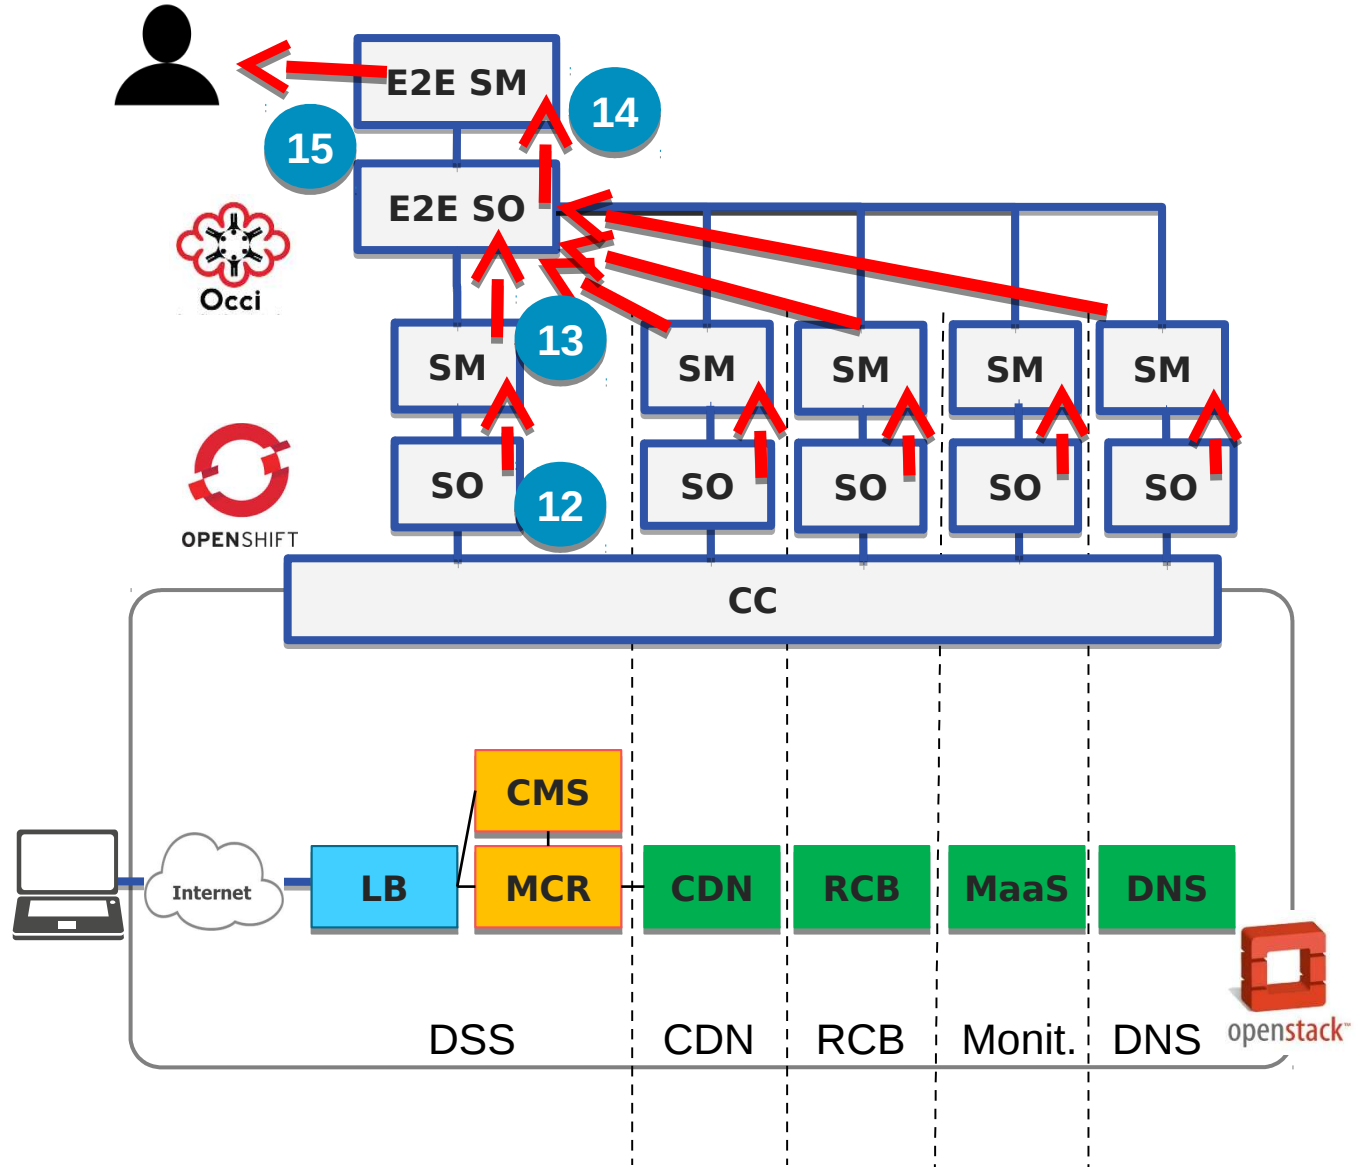 E2E SM
14
15
E2E SO
Occi
13
SM
SM
SM
SM
SM
OPENSHIFT
SO
12
SO
SO
SO
SO
CC
CMS
Internet
LB
MCR
CDN
RCB
MaaS
DNS
openstack™
DSS
CDN
RCB
Monit.
DNS